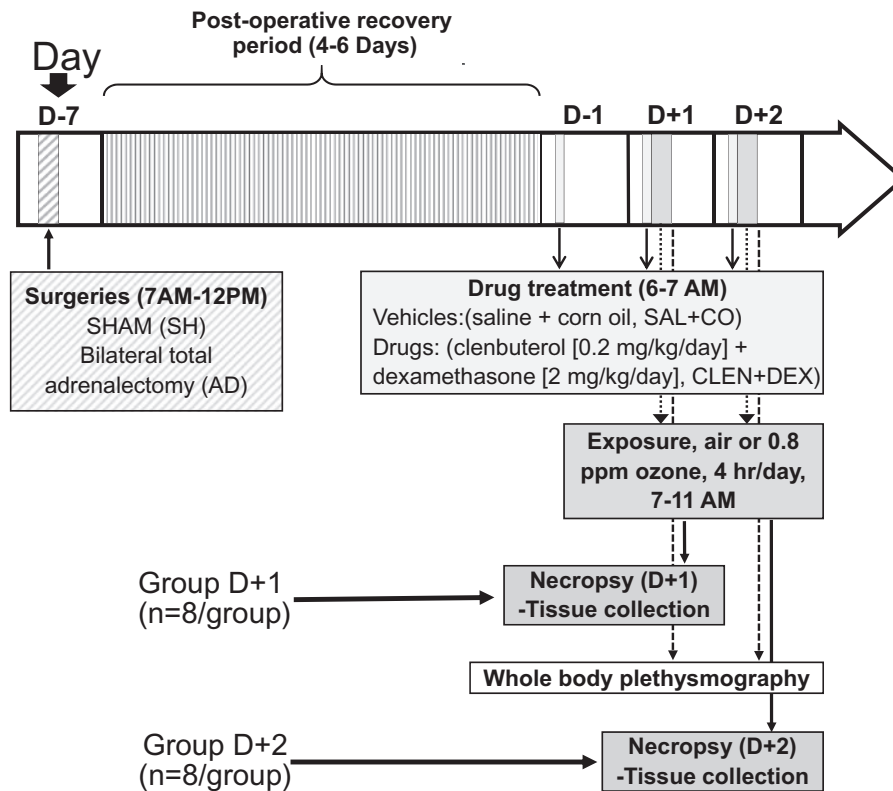 Post-operative recovery
period (4-6 Days)
Day
D-7
D-1
D+1
D+2
Surgeries (7AM-12PM)
SHAM (SH)
Bilateral total
adrenalectomy (AD)
Drug treatment (6-7 AM)
Vehicles:(saline + corn oil, SAL+CO)
Drugs: (clenbuterol [0.2 mg/kg/day] +
dexamethasone [2 mg/kg/day], CLEN+DEX)
Exposure, air or 0.8
ppm ozone, 4 hr/day,
7-11 AM
Group D+1
(n=8/group)
Necropsy (D+1)
-Tissue collection
Whole body plethysmography
Group D+2
(n=8/group)
Necropsy (D+2)
-Tissue collection